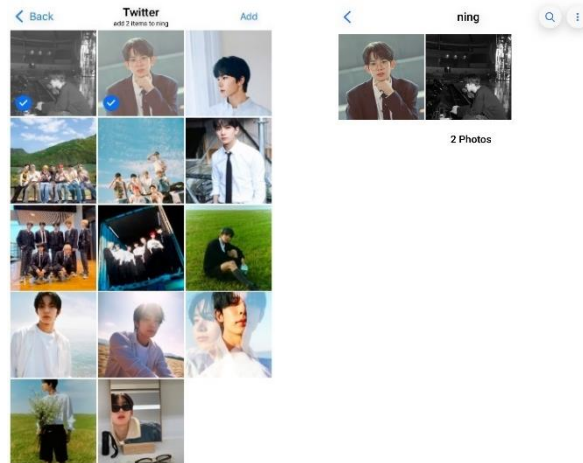 Back
Twitter
Add
add 2 items to ning
ning
2 Photos